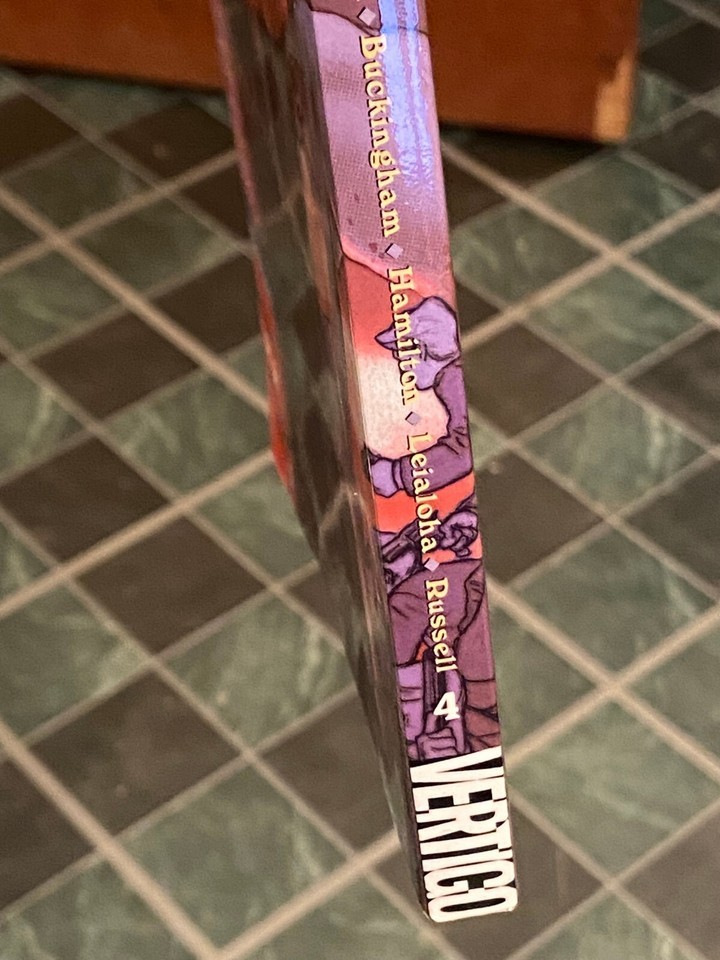 Buckingham ◆ Hamilton ◆ Leialoha ◆ Russell 4
VERTIGO